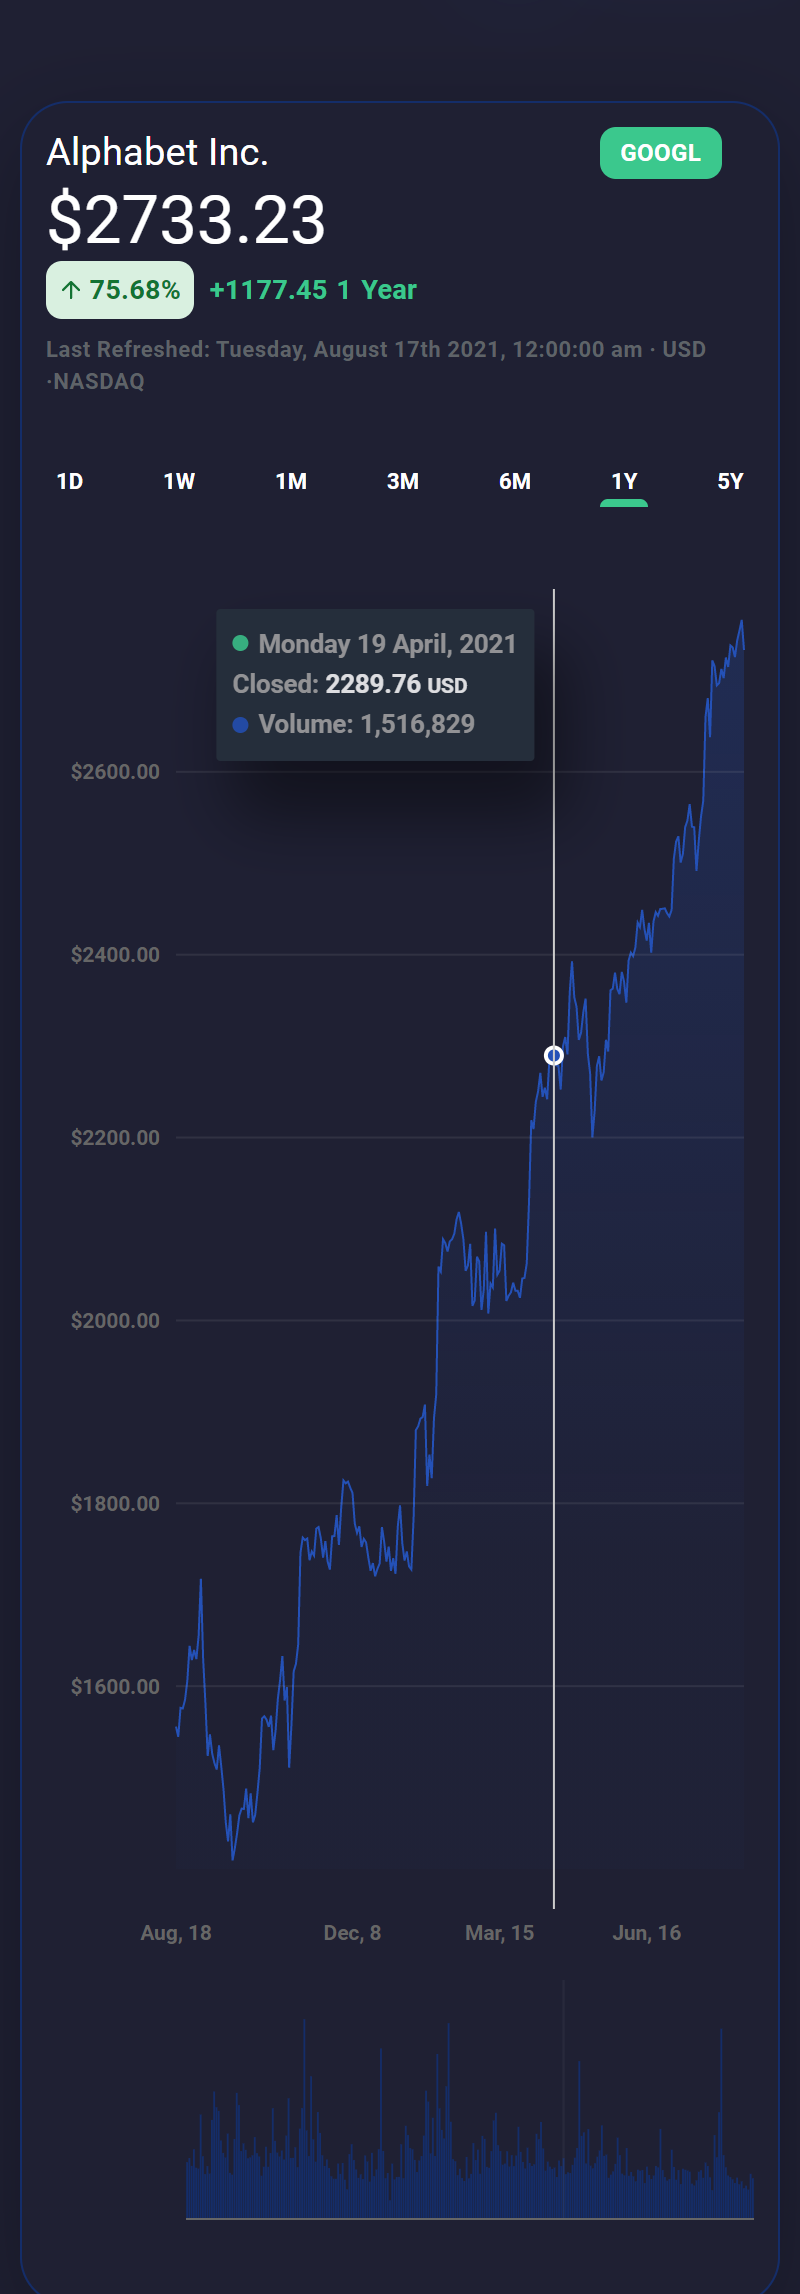 Alphabet Inc.
GOOGL
$2733.23
↑ 75.68% +1177.45 1 Year
Last Refreshed: Tuesday, August 17th 2021, 12:00:00 am · USD
·NASDAQ
1D 1W 1M 3M 6M 1Y 5Y
Monday 19 April, 2021
Closed: 2289.76 USD
Volume: 1,516,829
$2600.00
$2400.00
$2200.00
$2000.00
$1800.00
$1600.00
Aug, 18 Dec, 8 Mar, 15 Jun, 16